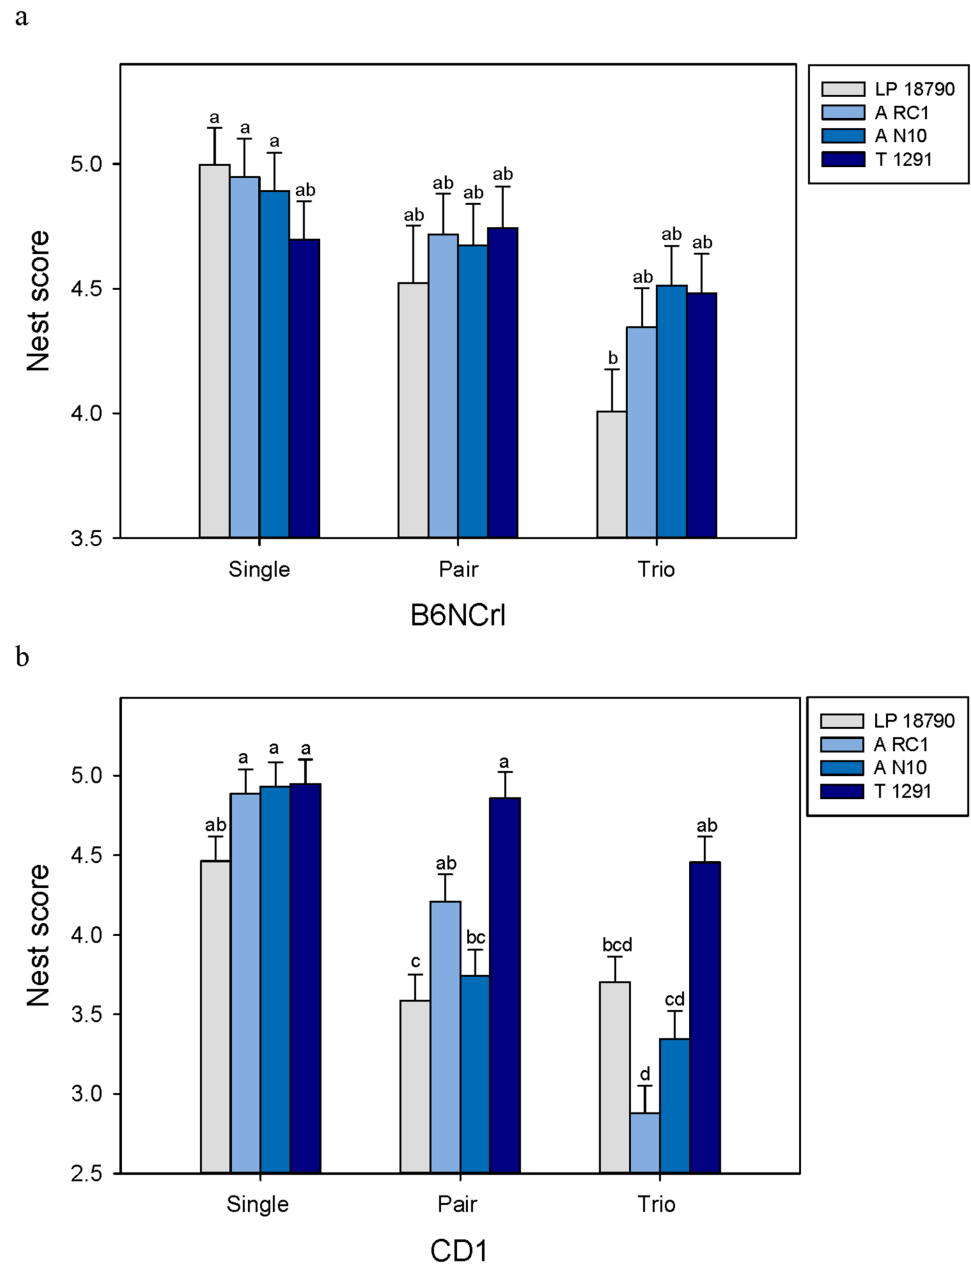 a
LP 18790
A RC1
A N10
T 1291
5.0
4.5
4.0
3.5
Nest score
a
a
a
ab
ab
ab
ab
ab
b
ab
ab
ab
Single
Pair
Trio
B6NCrl
b
LP 18790
A RC1
A N10
T 1291
5.0
4.5
4.0
3.5
3.0
2.5
Nest score
ab
a
a
a
c
ab
bc
a
bcd
d
cd
ab
Single
Pair
Trio
CD1